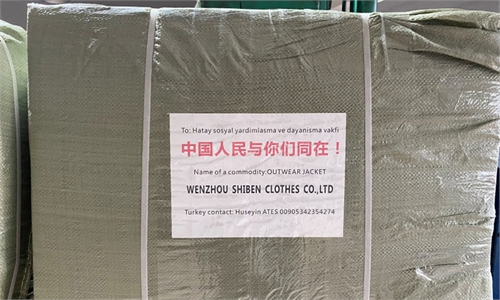 To: Hatay sosyal yardimlasma ve dayanisma vakfi
中国人民与你们同在！
Name of a commodity:OUTWEAR JACKET
WENZHOU SHIBEN CLOTHES CO.,LTD
Turkey contact: Huseyin ATES 00905342354274